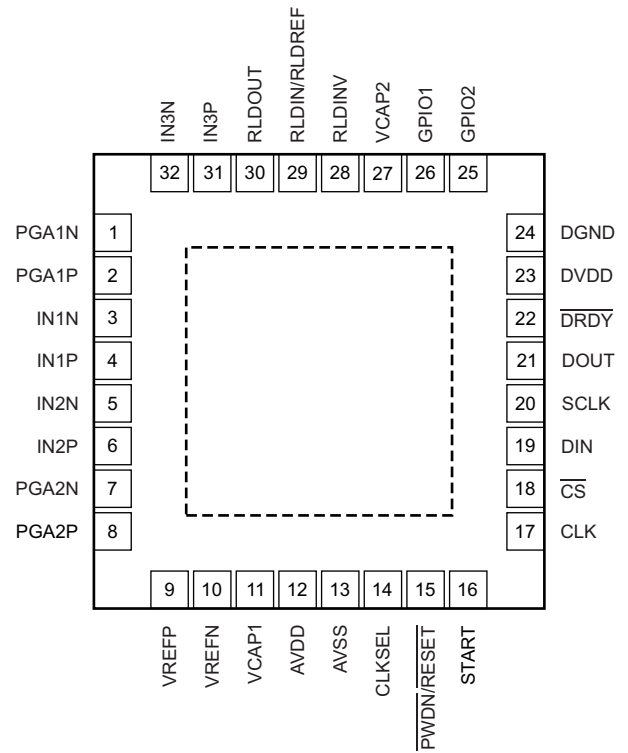 IN3N
IN3P
RLDOUT
RLDIN/RLDREF
RLDINV
VCAP2
GPIO1
GPIO2
32 31 30 29 28 27 26 25
PGA1N 1
PGA1P 2
IN1N 3
IN1P 4
IN2N 5
IN2P 6
PGA2N 7
PGA2P 8
24 DGND
23 DVDD
22 DRDY
21 DOUT
20 SCLK
19 DIN
18 CS
17 CLK
9 10 11 12 13 14 15 16
VREFP
VREFN
VCAP1
AVDD
AVSS
CLKSEL
PWDN/RESET
START